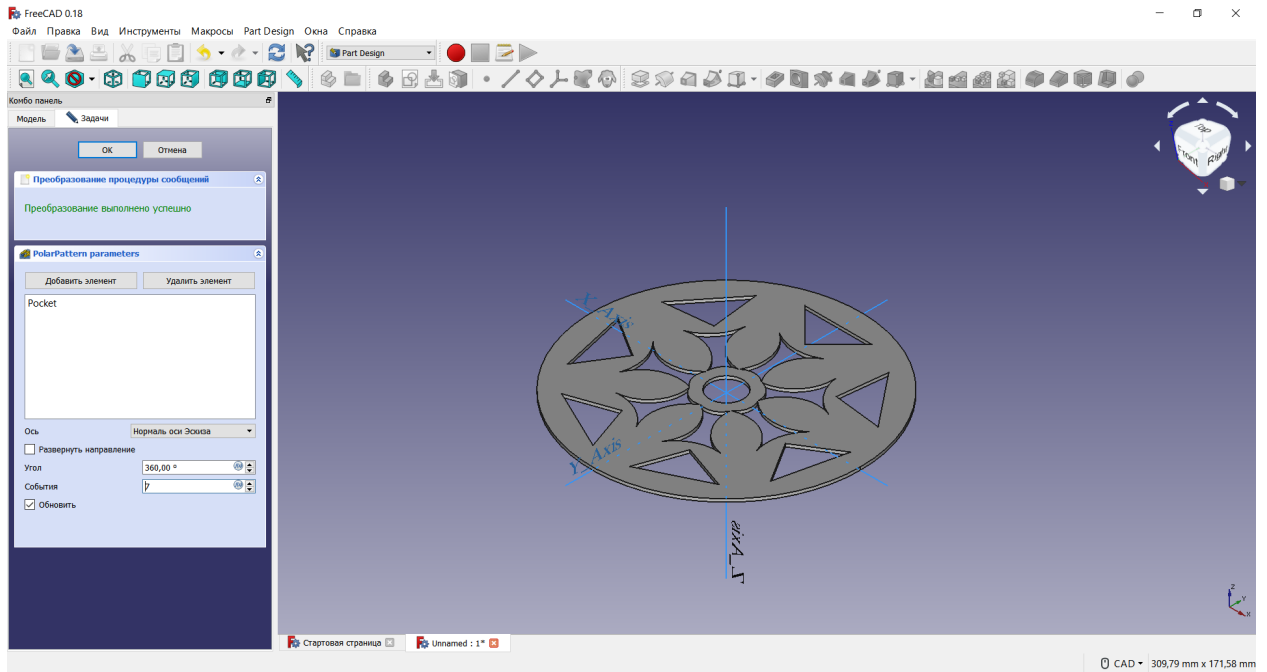 FreeCAD 0.18
Файл Правка Вид Инструменты Макросы Part Design Окна Справка
Part Design
Комбо панель
Модель Задачи
ОК Отмена
Преобразование процедуры сообщений
Преобразование выполнено успешно
PolarPattern parameters
Добавить элемент Удалить элемент
Pocket
Ось Нормаль оси Эскиза
Развернуть направление
Угол 360,00 °
События 7
Обновить
X_Axis
Y_Axis
Z_Axis
Top
Front Right
Z
Y
X
Стартовая страница Unnamed : 1*
CAD 309,79 mm x 171,58 mm